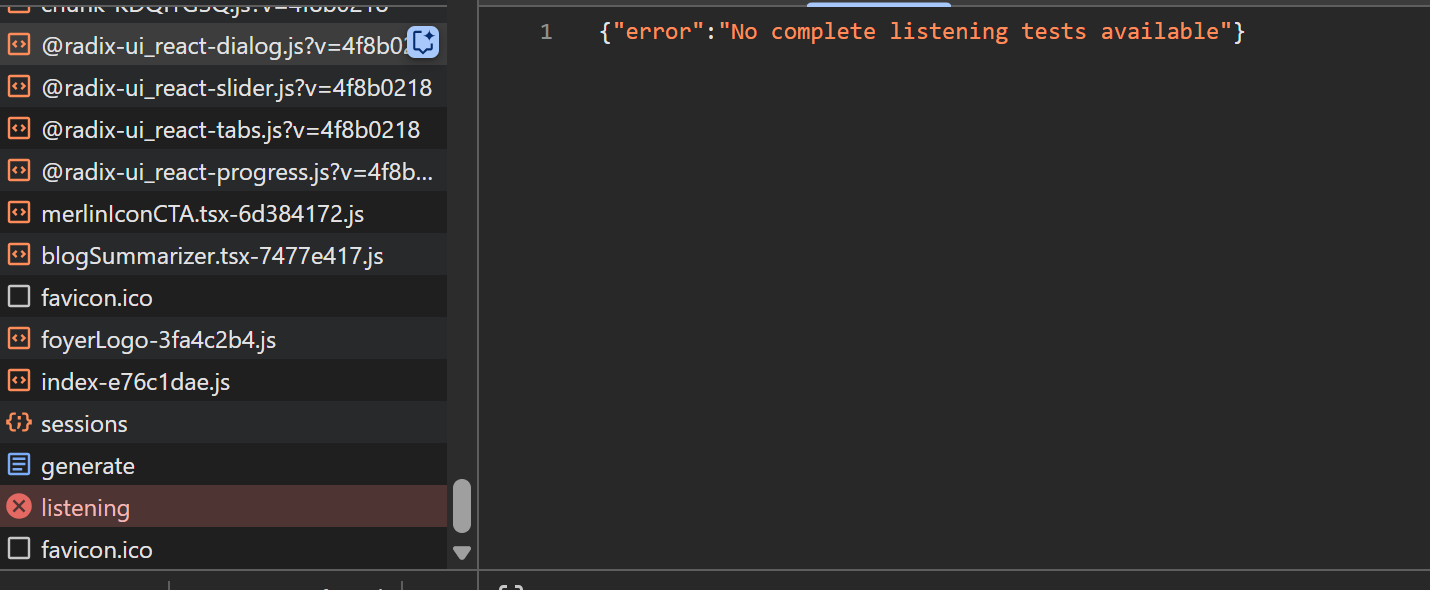 @radix-ui_react-dialog.js?v=4f8b02
@radix-ui_react-slider.js?v=4f8b0218
@radix-ui_react-tabs.js?v=4f8b0218
@radix-ui_react-progress.js?v=4f8b...
merlinIconCTA.tsx-6d384172.js
blogSummarizer.tsx-7477e417.js
favicon.ico
foyerLogo-3fa4c2b4.js
index-e76c1dae.js
sessions
generate
listening
favicon.ico
1 {"error":"No complete listening tests available"}